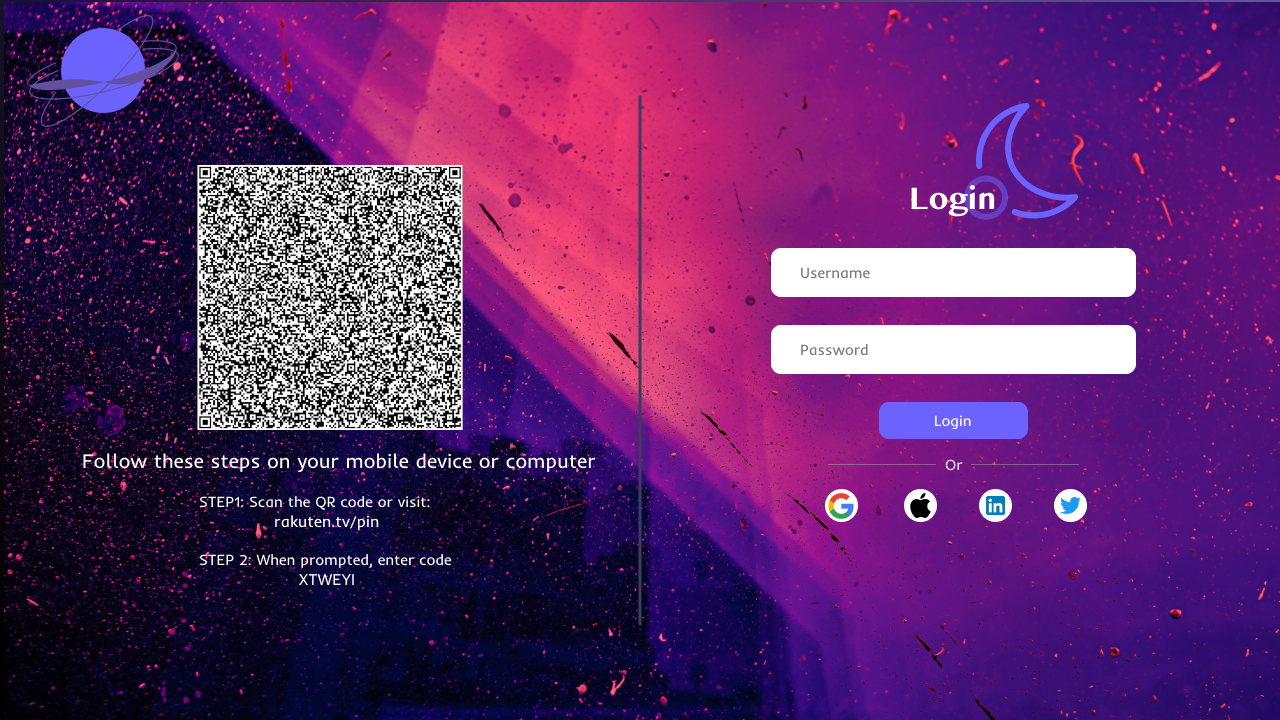 Follow these steps on your mobile device or computer
STEP1: Scan the QR code or visit:
rakuten.tv/pin
STEP 2: When prompted, enter code
XTWEYI
Login
Username
Password
Login
Or
in